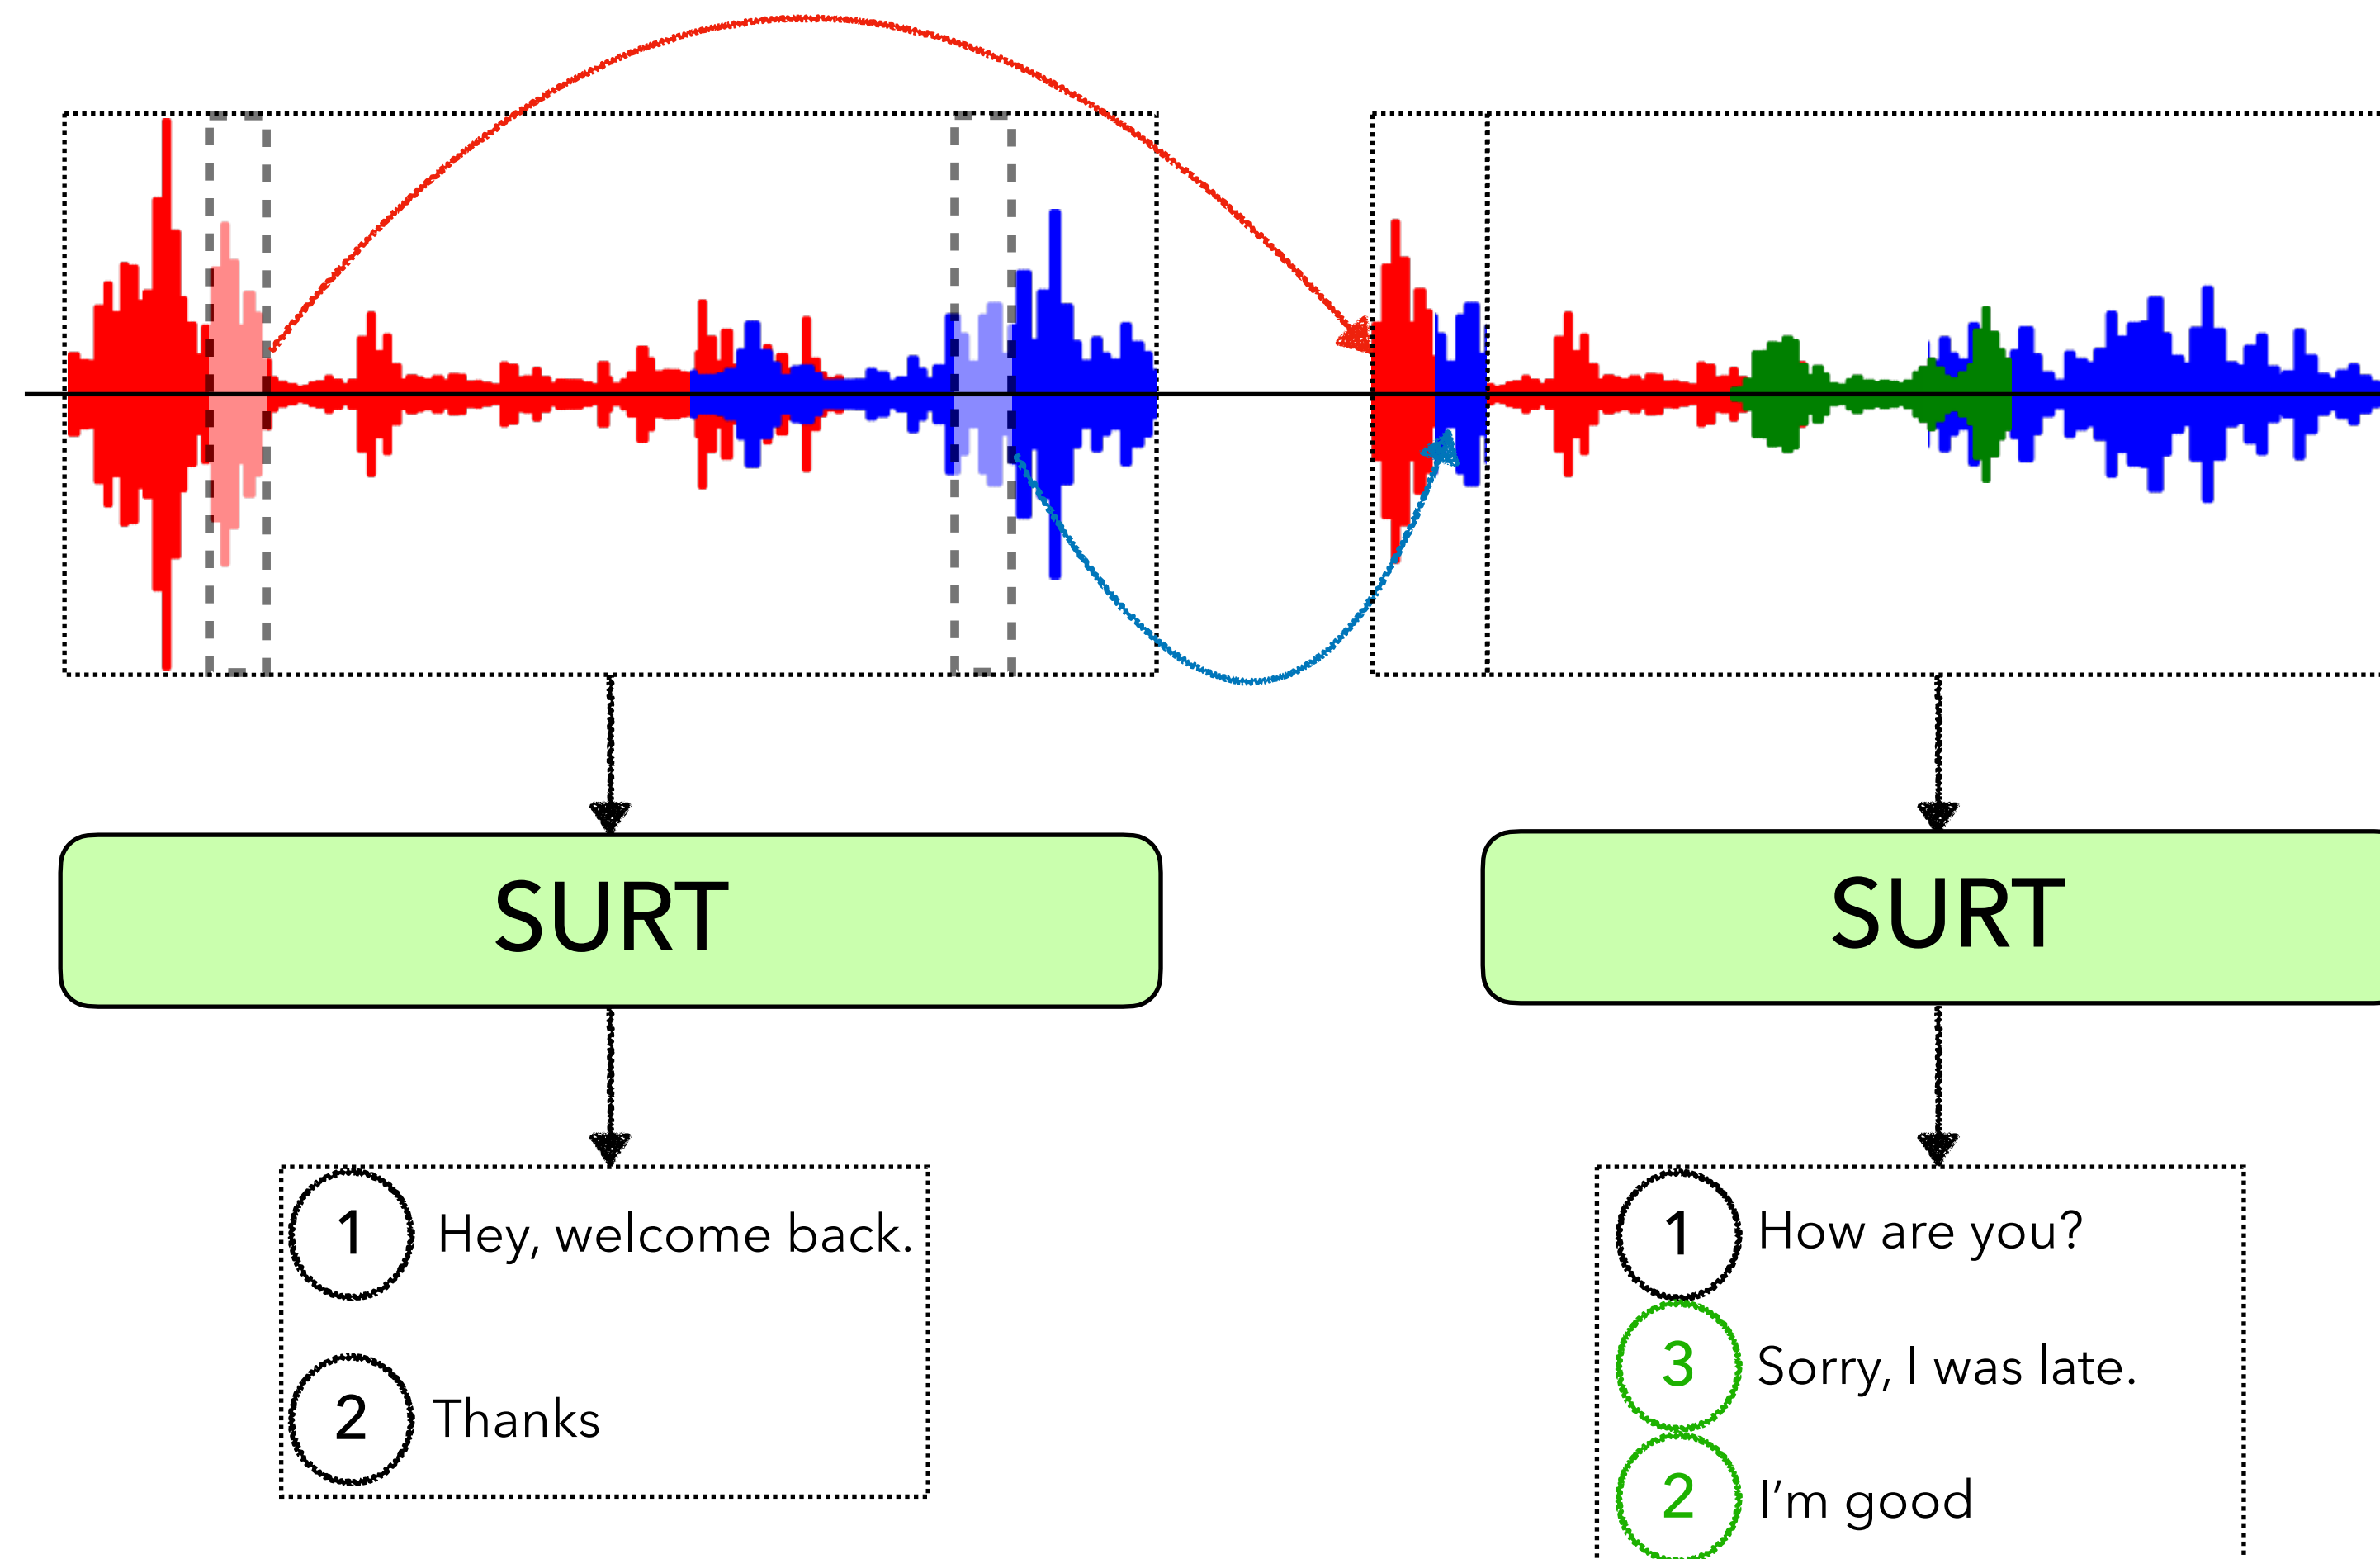 SURT
SURT
1 Hey, welcome back.
2 Thanks
1 How are you?
3 Sorry, I was late.
2 I'm good